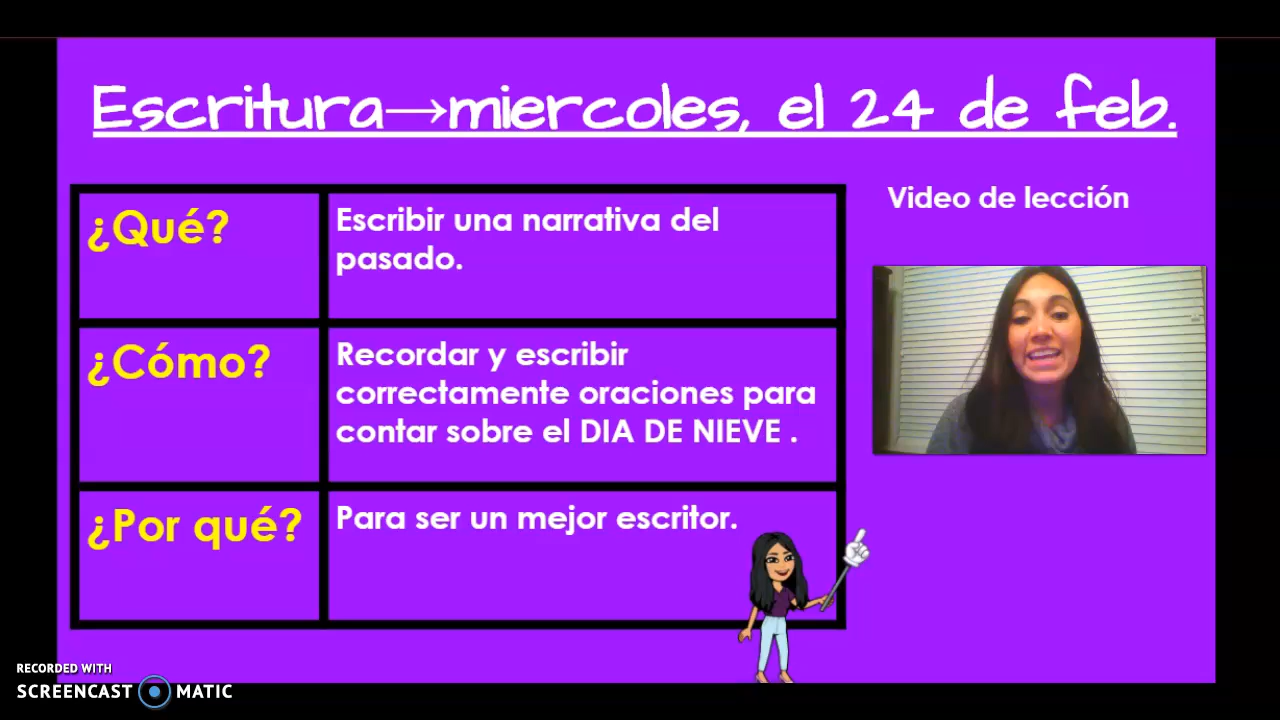 Escritura→miercoles, el 24 de feb.
¿Qué?
Escribir una narrativa del
pasado.
¿Cómo?
Recordar y escribir
correctamente oraciones para
contar sobre el DIA DE NIEVE .
¿Por qué?
Para ser un mejor escritor.
Video de lección
RECORDED WITH
SCREENCAST MATIC